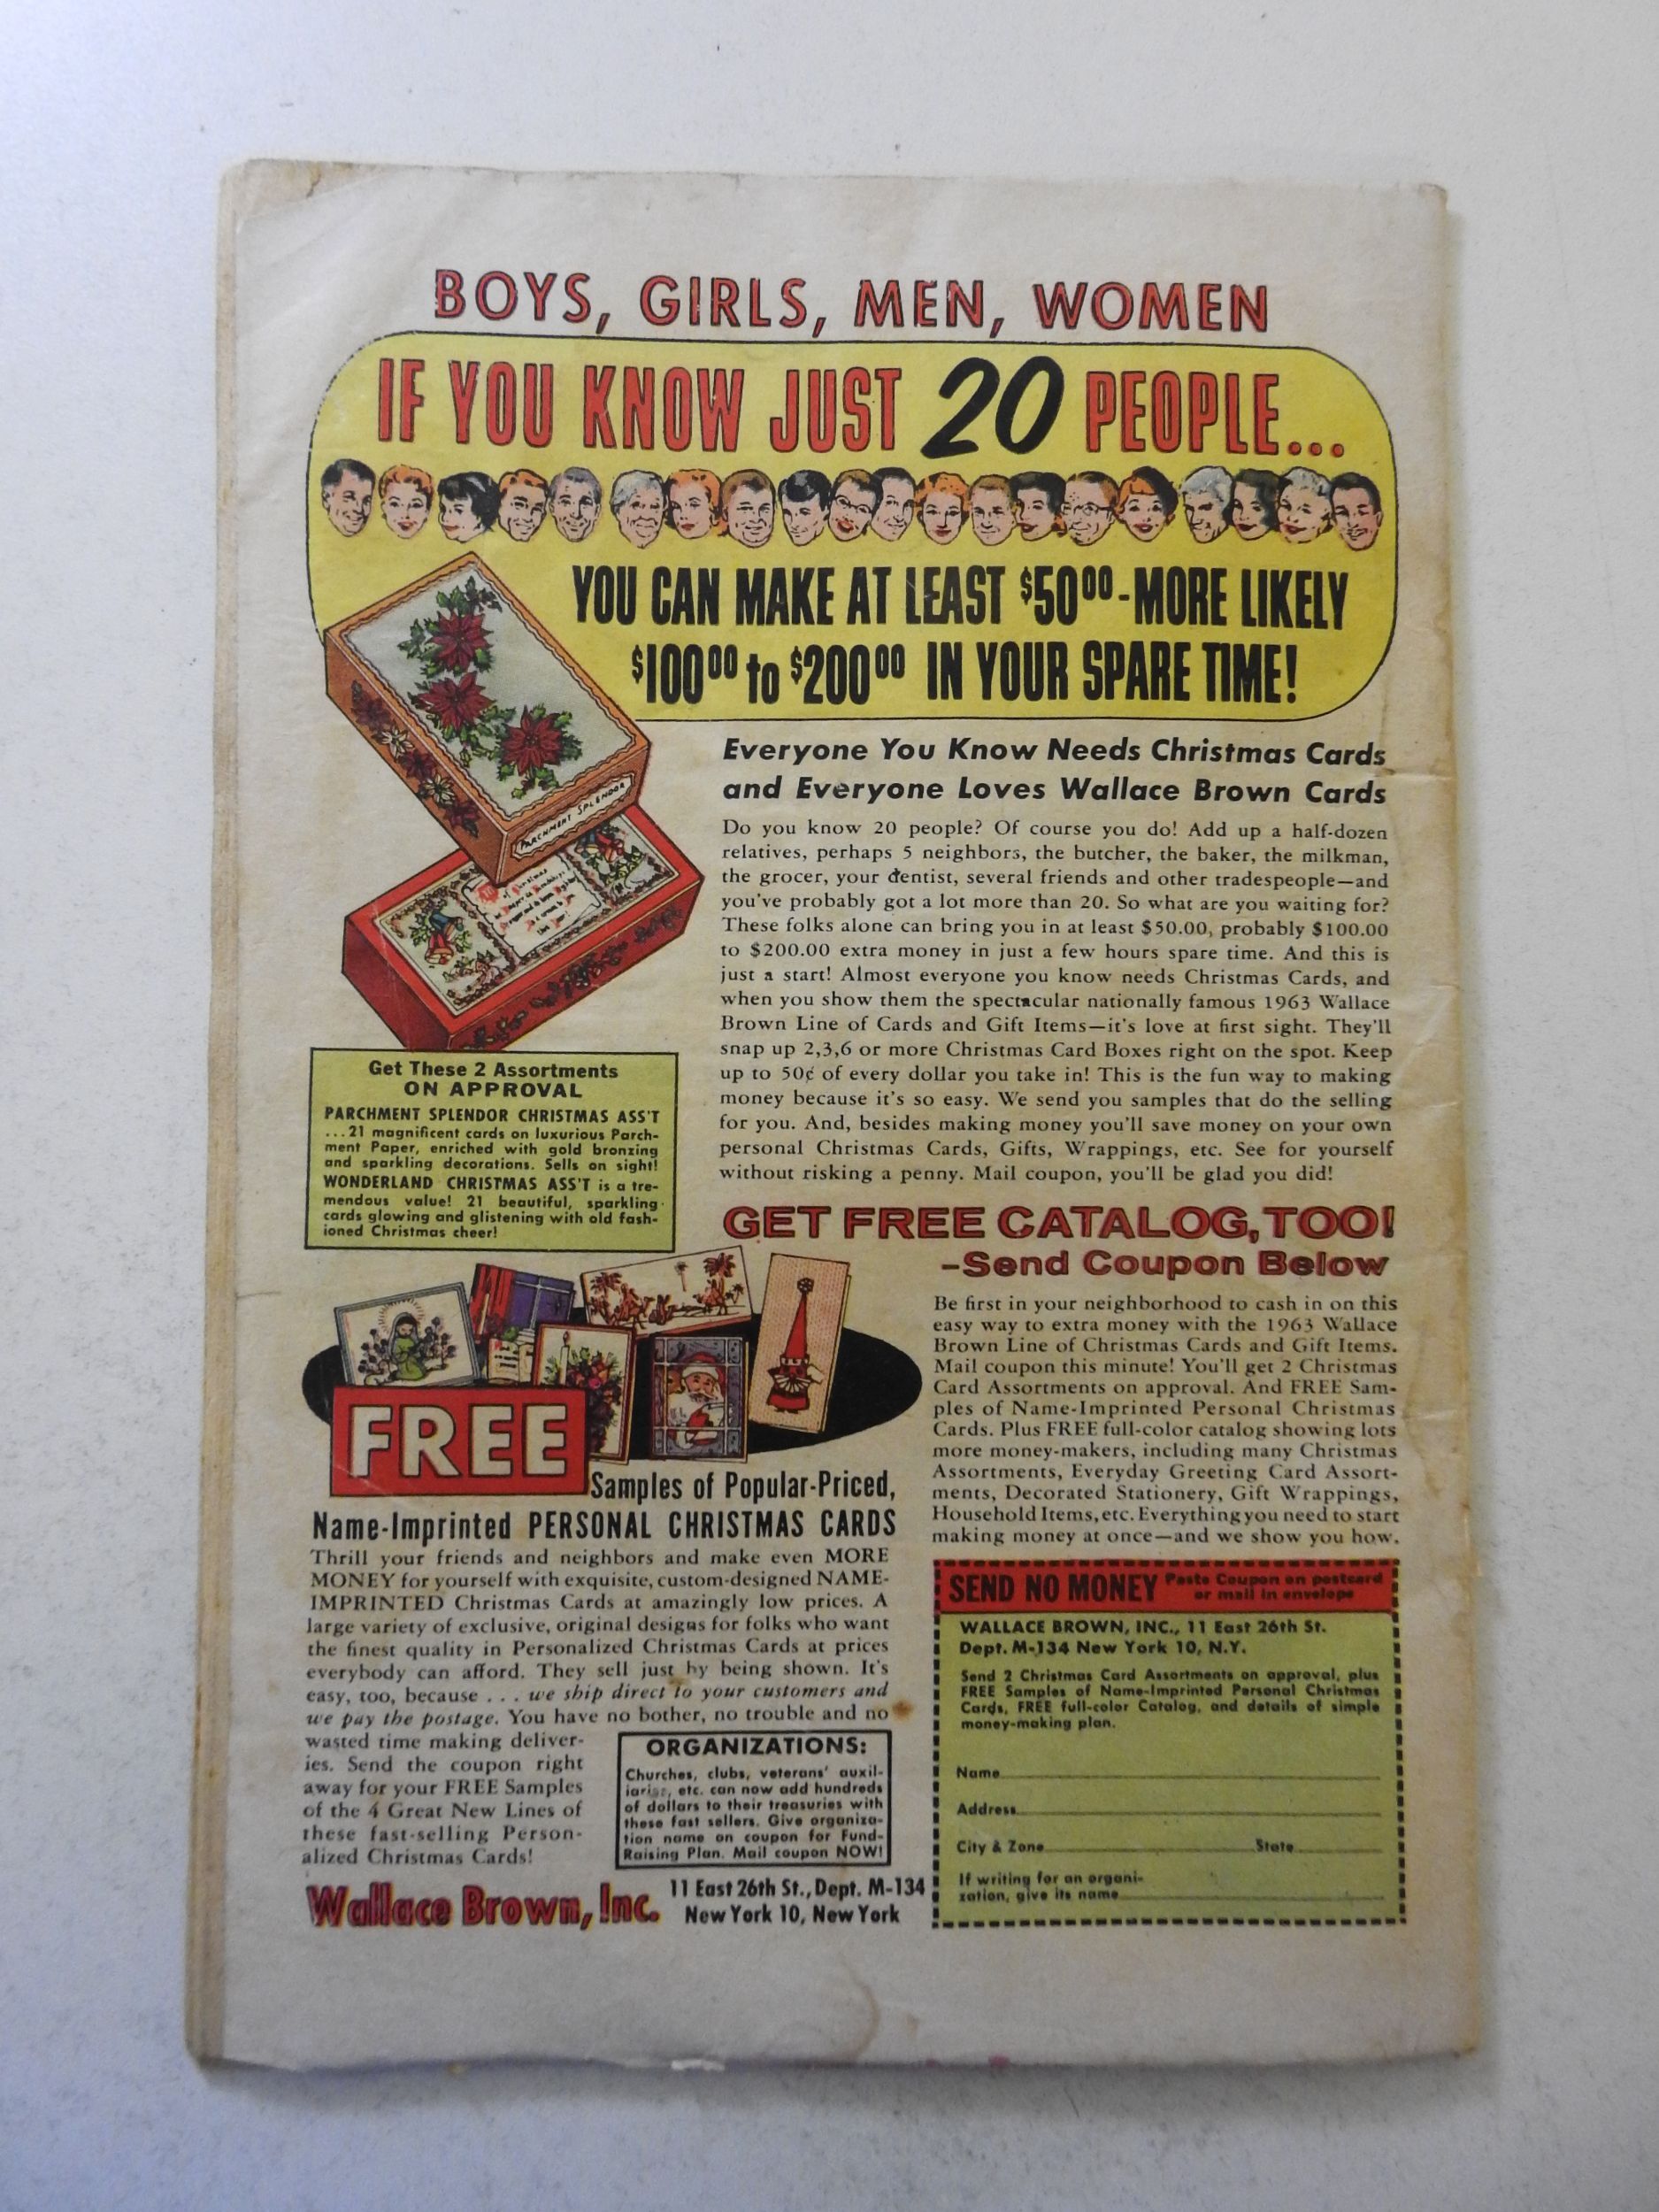 BOYS, GIRLS, MEN, WOMEN
IF YOU KNOW JUST 20 PEOPLE...
YOU CAN MAKE AT LEAST $50⁰⁰-MORE LIKELY
$100⁰⁰ to $200⁰⁰ IN YOUR SPARE TIME!
PARCHMENT SPLENDOR
Everyone You Know Needs Christmas Cards
and Everyone Loves Wallace Brown Cards
Do you know 20 people? Of course you do! Add up a half-dozen
relatives, perhaps 5 neighbors, the butcher, the baker, the milkman,
the grocer, your dentist, several friends and other tradespeople—and
you've probably got a lot more than 20. So what are you waiting for?
These folks alone can bring you in at least $50.00, probably $100.00
to $200.00 extra money in just a few hours spare time. And this is
just a start! Almost everyone you know needs Christmas Cards, and
when you show them the spectacular nationally famous 1963 Wallace
Brown Line of Cards and Gift Items—it's love at first sight. They'll
snap up 2,3,6 or more Christmas Card Boxes right on the spot. Keep
up to 50¢ of every dollar you take in! This is the fun way to making
money because it's so easy. We send you samples that do the selling
for you. And, besides making money you'll save money on your own
personal Christmas Cards, Gifts, Wrappings, etc. See for yourself
without risking a penny. Mail coupon, you'll be glad you did!
Get These 2 Assortments
ON APPROVAL
PARCHMENT SPLENDOR CHRISTMAS ASS'T
...21 magnificent cards on luxurious Parch-
ment Paper, enriched with gold bronzing
and sparkling decorations. Sells on sight!
WONDERLAND CHRISTMAS ASS'T is a tre-
mendous value! 21 beautiful, sparkling
cards glowing and glistening with old fash-
ioned Christmas cheer!
GET FREE CATALOG, TOO!
-Send Coupon Below
Be first in your neighborhood to cash in on this
easy way to extra money with the 1963 Wallace
Brown Line of Christmas Cards and Gift Items.
Mail coupon this minute! You'll get 2 Christmas
Card Assortments on approval. And FREE Sam-
ples of Name-Imprinted Personal Christmas
Cards. Plus FREE full-color catalog showing lots
more money-makers, including many Christmas
Assortments, Everyday Greeting Card Assort-
ments, Decorated Stationery, Gift Wrappings,
Household Items, etc. Everything you need to start
making money at once—and we show you how.
FREE
Samples of Popular-Priced,
Name-Imprinted PERSONAL CHRISTMAS CARDS
Thrill your friends and neighbors and make even MORE
MONEY for yourself with exquisite, custom-designed NAME-
IMPRINTED Christmas Cards at amazingly low prices. A
large variety of exclusive, original designs for folks who want
the finest quality in Personalized Christmas Cards at prices
everybody can afford. They sell just by being shown. It's
easy, too, because . . . we ship direct to your customers and
we pay the postage. You have no bother, no trouble and no
wasted time making deliver-
ies. Send the coupon right
away for your FREE Samples
of the 4 Great New Lines of
these fast-selling Person-
alized Christmas Cards!
ORGANIZATIONS:
Churches, clubs, veterans' auxil-
iaries, etc. can now add hundreds
of dollars to their treasuries with
these fast sellers. Give organiza-
tion name on coupon for Fund-
Raising Plan. Mail coupon NOW!
Wallace Brown, Inc.
11 East 26th St., Dept. M-134
New York 10, New York
SEND NO MONEY Paste Coupon on postcard
or mail in envelope
WALLACE BROWN, INC., 11 East 26th St.
Dept. M-134 New York 10, N.Y.
Send 2 Christmas Card Assortments on approval, plus
FREE Samples of Name-Imprinted Personal Christmas
Cards, FREE full-color Catalog, and details of simple
money-making plan.
Name
Address
City & Zone State
If writing for an organi-
zation, give its name